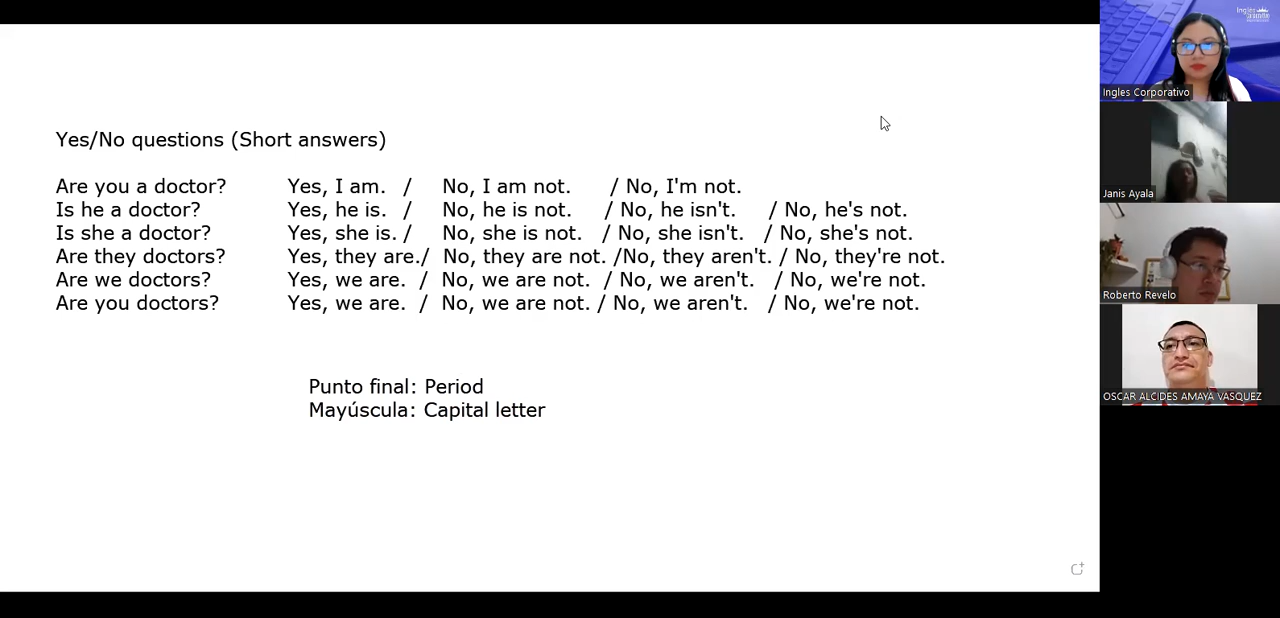 Yes/No questions (Short answers)
Are you a doctor? Yes, I am. / No, I am not. / No, I'm not.
Is he a doctor? Yes, he is. / No, he is not. / No, he isn't. / No, he's not.
Is she a doctor? Yes, she is. / No, she is not. / No, she isn't. / No, she's not.
Are they doctors? Yes, they are./ No, they are not. /No, they aren't. / No, they're not.
Are we doctors? Yes, we are. / No, we are not. / No, we aren't. / No, we're not.
Are you doctors? Yes, we are. / No, we are not. / No, we aren't. / No, we're not.
Punto final: Period
Mayúscula: Capital letter
Ingles
Ingles Corporativo
Janis Ayala
Roberto Revelo
OSCAR ALCIDES AMAYA VASQUEZ